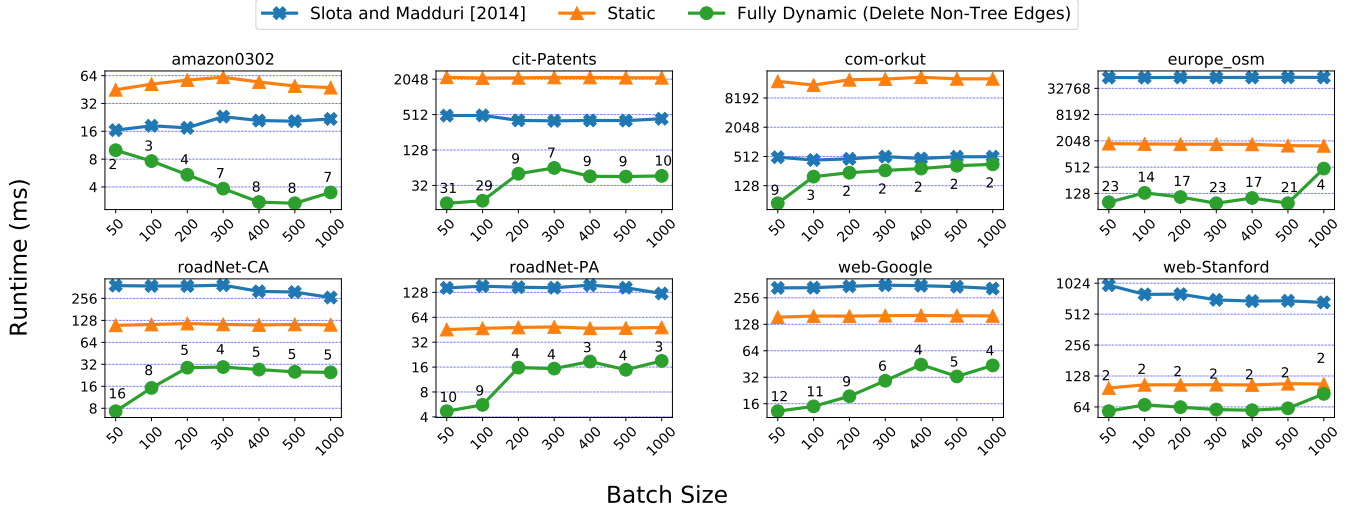 Slota and Madduri [2014] Static Fully Dynamic (Delete Non-Tree Edges)
amazon0302
64
32
16
8
4
2 3 4 7 8 8 7
50 100 200 300 400 500 1000
cit-Patents
2048
512
128
32
31 29 9 7 9 9 10
50 100 200 300 400 500 1000
com-orkut
8192
2048
512
128
9 3 2 2 2 2 2
50 100 200 300 400 500 1000
europe_osm
32768
8192
2048
512
128
23 14 17 23 17 21 4
50 100 200 300 400 500 1000
roadNet-CA
256
128
64
32
16
8
16 8 5 4 5 5 5
50 100 200 300 400 500 1000
roadNet-PA
128
64
32
16
8
4
10 9 4 4 3 4 3
50 100 200 300 400 500 1000
web-Google
256
128
64
32
16
12 11 9 6 4 5 4
50 100 200 300 400 500 1000
web-Stanford
1024
512
256
128
64
2 2 2 2 2 2 2
50 100 200 300 400 500 1000
Runtime (ms)
Batch Size